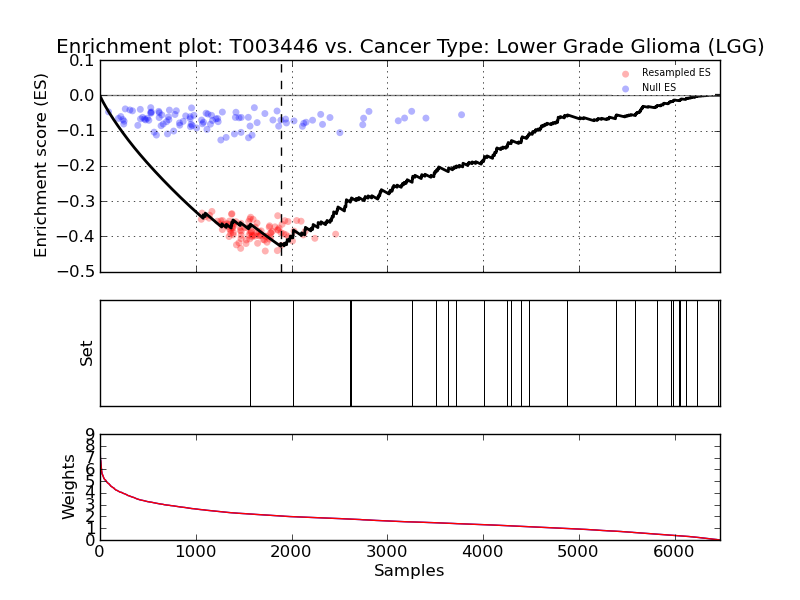 Enrichment plot: T003446 vs. Cancer Type: Lower Grade Glioma (LGG)
0.1
0.0
−0.1
−0.2
−0.3
−0.4
−0.5
Enrichment score (ES)
Resampled ES
Null ES
Set
9
8
7
6
5
4
3
2
1
0
Weights
0 1000 2000 3000 4000 5000 6000
Samples